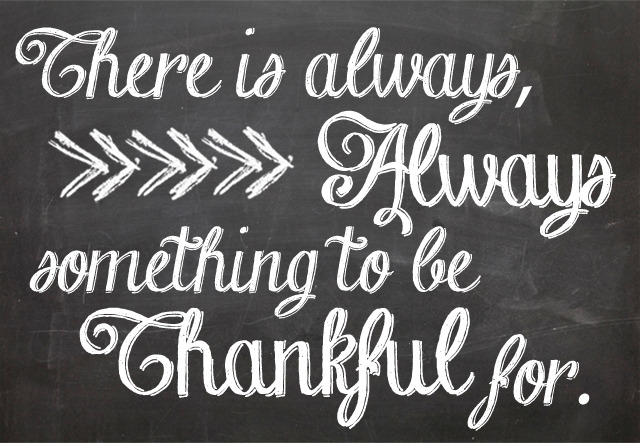 There is always,
Always
something to be
Thankful for.